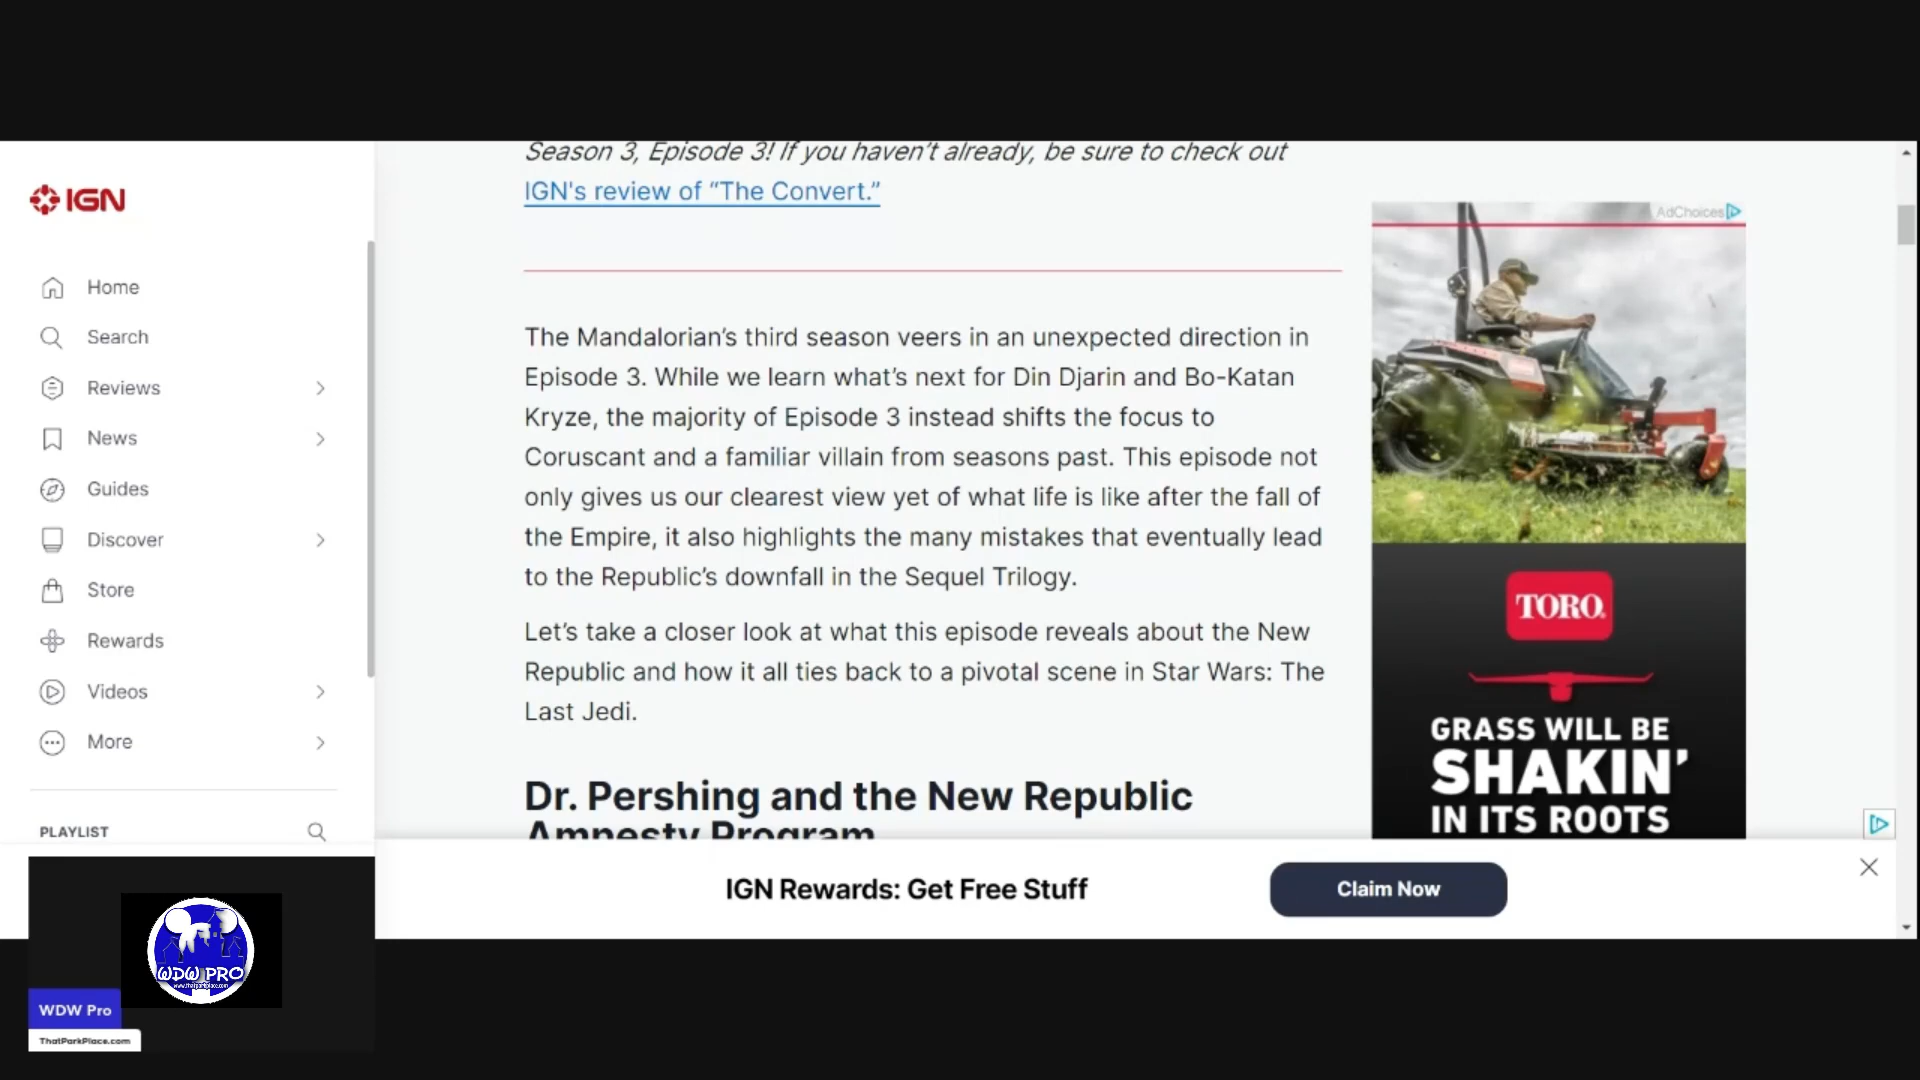 Season 3, Episode 3! If you haven't already, be sure to check out
IGN's review of “The Convert.”
IGN
Home
Search
Reviews
News
Guides
Discover
Store
Rewards
Videos
More
PLAYLIST
The Mandalorian’s third season veers in an unexpected direction in
Episode 3. While we learn what’s next for Din Djarin and Bo-Katan
Kryze, the majority of Episode 3 instead shifts the focus to
Coruscant and a familiar villain from seasons past. This episode not
only gives us our clearest view yet of what life is like after the fall of
the Empire, it also highlights the many mistakes that eventually lead
to the Republic’s downfall in the Sequel Trilogy.
Let’s take a closer look at what this episode reveals about the New
Republic and how it all ties back to a pivotal scene in Star Wars: The
Last Jedi.
Dr. Pershing and the New Republic
Amnesty Program
AdChoices
TORO
GRASS WILL BE
SHAKIN’
IN ITS ROOTS
IGN Rewards: Get Free Stuff
Claim Now
WDW PRO
www.thatparkplace.com
WDW Pro
ThatParkPlace.com